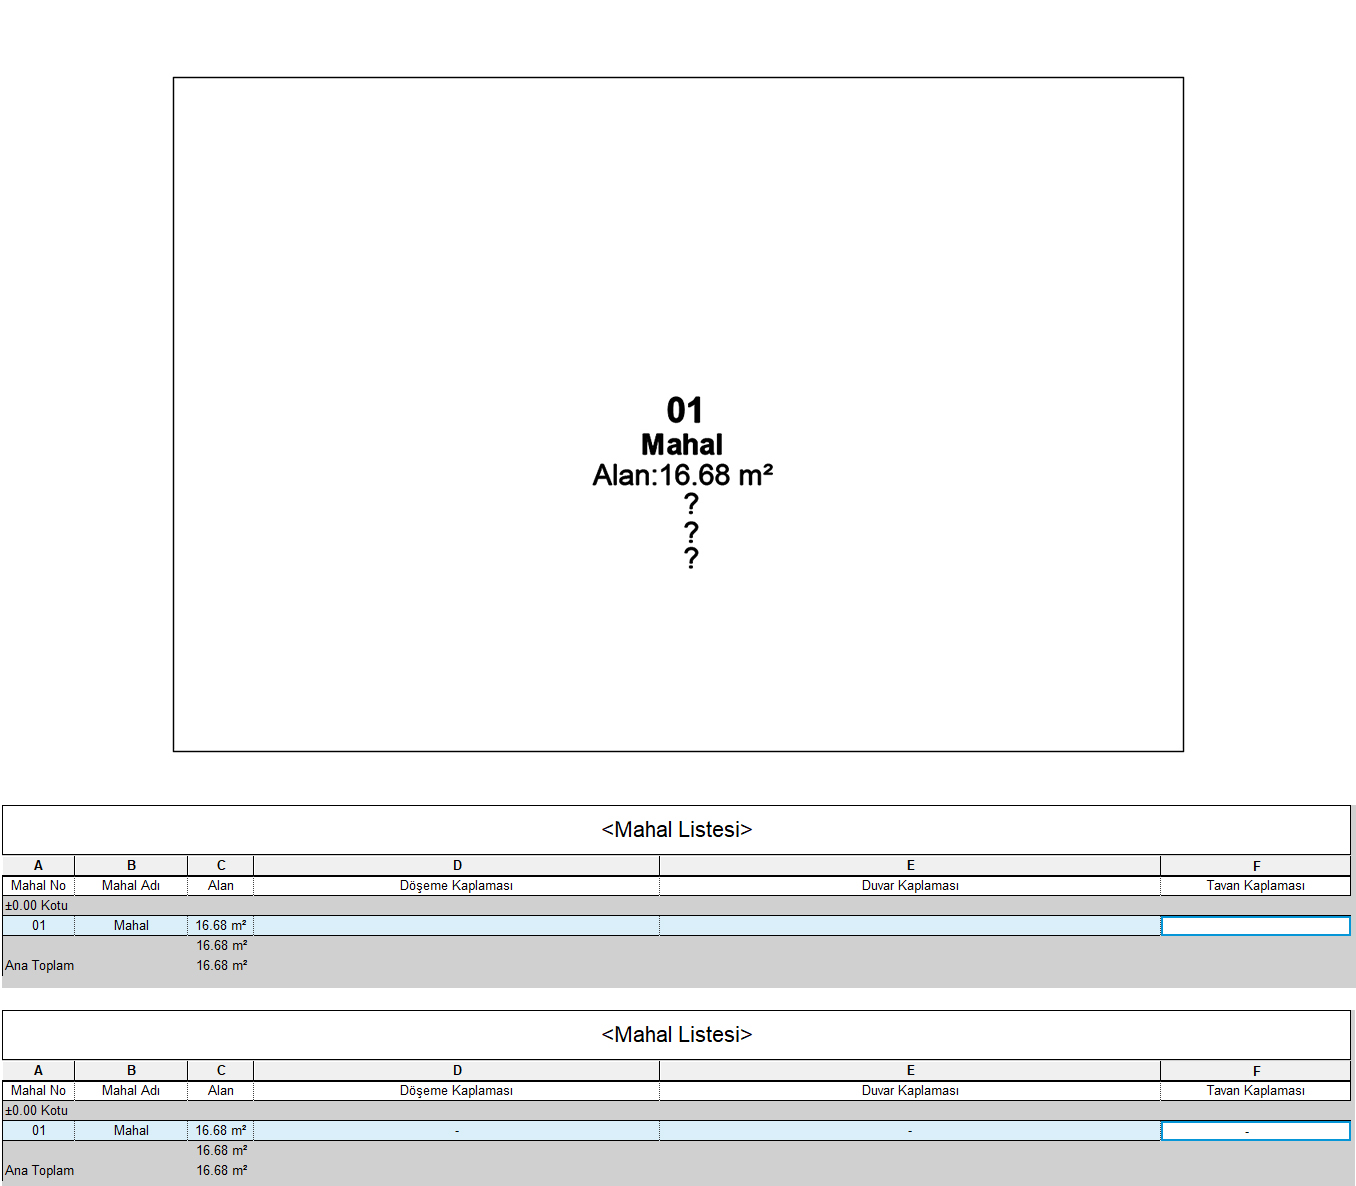 01
Mahal
Alan:16.68 m²
?
?
?
<Mahal Listesi>
A B C D E F
Mahal No Mahal Adı Alan Döşeme Kaplaması Duvar Kaplaması Tavan Kaplaması
±0.00 Kotu
01 Mahal 16.68 m²
16.68 m²
Ana Toplam 16.68 m²
<Mahal Listesi>
A B C D E F
Mahal No Mahal Adı Alan Döşeme Kaplaması Duvar Kaplaması Tavan Kaplaması
±0.00 Kotu
01 Mahal 16.68 m² - - -
16.68 m²
Ana Toplam 16.68 m²